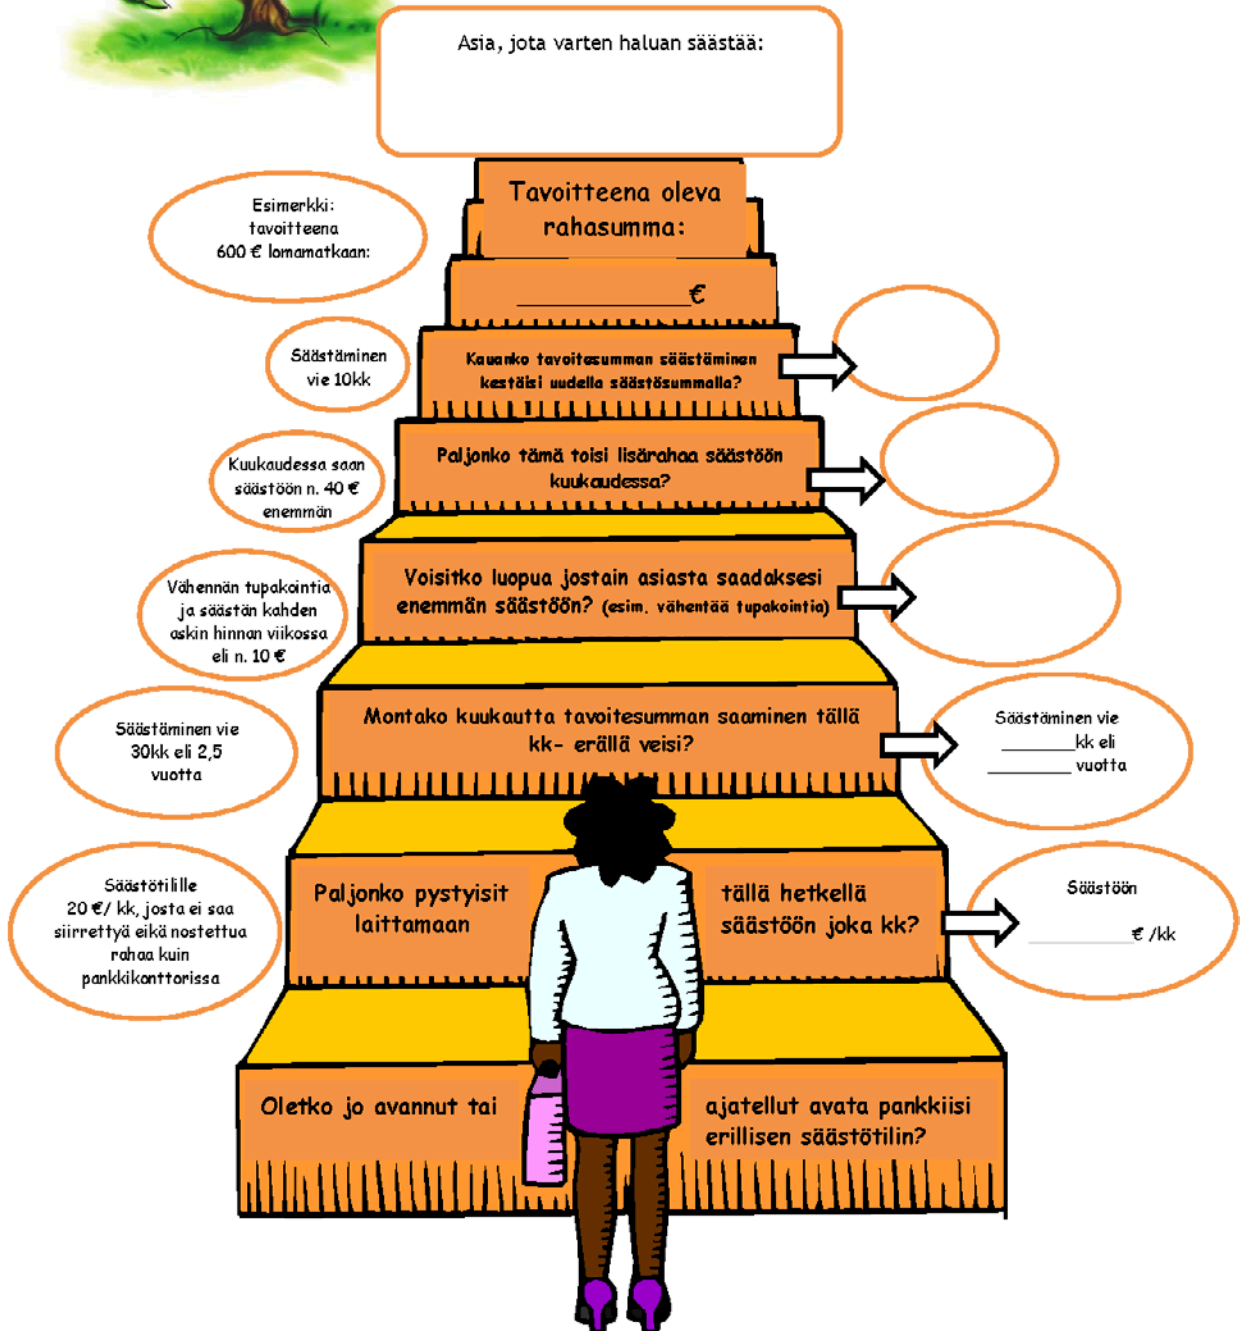 Asia, jota varten haluan säästää:
Tavoitteena oleva
rahasumma:
Esimerkki:
tavoitteena
600 € lomamatkaan:
______________€
Säästäminen
vie 10kk
Kauanko tavoitesumman säästäminen
kestäisi uudella säästösummalla?
Kuukaudessa saan
säästöön n. 40 €
enemmän
Paljonko tämä toisi lisärahaa säästöön
kuukaudessa?
Vähennän tupakointia
ja säästän kahden
askin hinnan viikossa
eli n. 10 €
Voisitko luopua jostain asiasta saadaksesi
enemmän säästöön? (esim. vähentää tupakointia)
Säästäminen vie
30kk eli 2,5
vuotta
Montako kuukautta tavoitesumman saaminen tällä
kk- erällä veisi?
Säästäminen vie
_______kk eli
________ vuotta
Säästötilille
20 €/ kk, josta ei saa
siirrettyä eikä nostettua
rahaa kuin
pankkikonttorissa
Paljonko pystyisit tällä hetkellä
laittamaan säästöön joka kk?
Säästöön
__________€ /kk
Oletko jo avannut tai ajatellut avata pankkiisi
erillisen säästötilin?